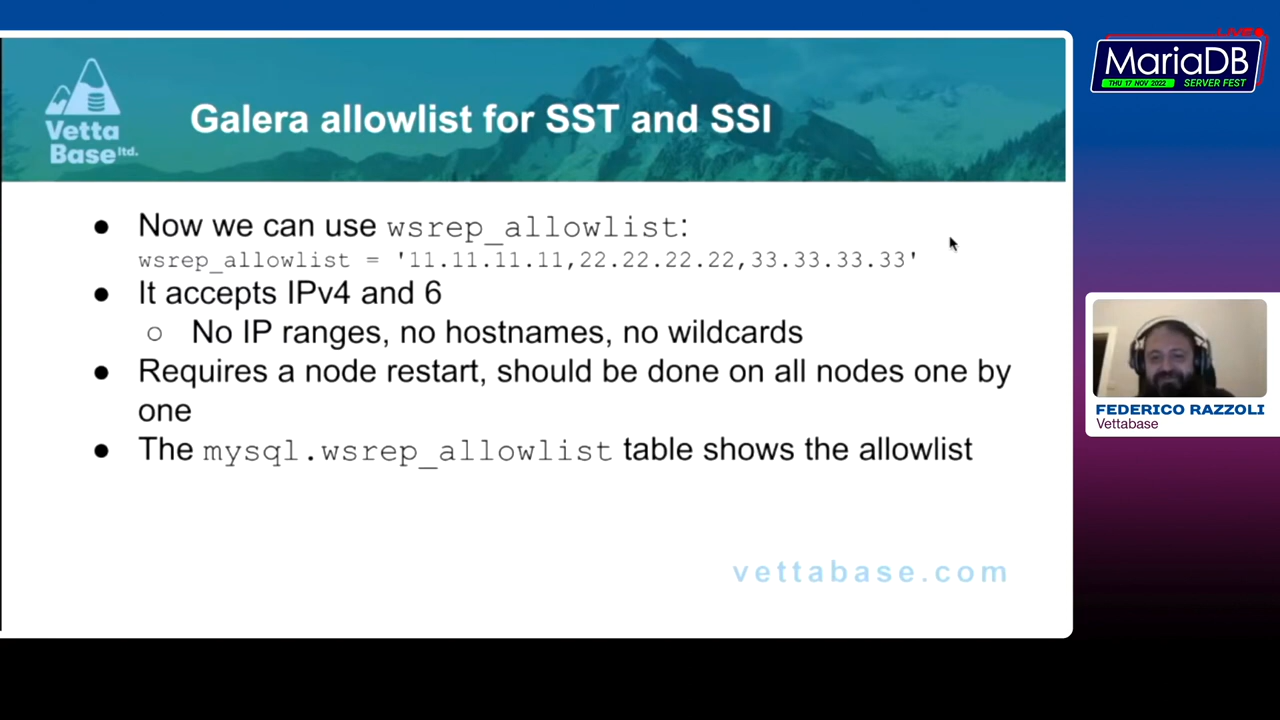 LIVE
MariaDB
THU 17 NOV 2022 SERVER FEST
Vetta
Base ltd.
Galera allowlist for SST and SSI
● Now we can use wsrep_allowlist:
wsrep_allowlist = '11.11.11.11,22.22.22.22,33.33.33.33'
● It accepts IPv4 and 6
○ No IP ranges, no hostnames, no wildcards
● Requires a node restart, should be done on all nodes one by
one
● The mysql.wsrep_allowlist table shows the allowlist
vettabase.com
FEDERICO RAZZOLI
Vettabase